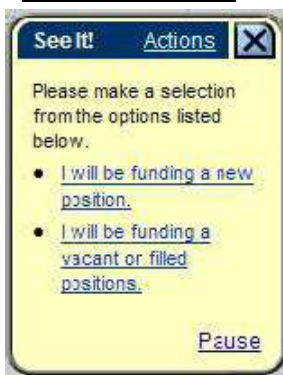 See It! Actions X
Please make a selection
from the options listed
below.
• I will be funding a new
position.
• I will be funding a
vacant or filled
positions.
Pause